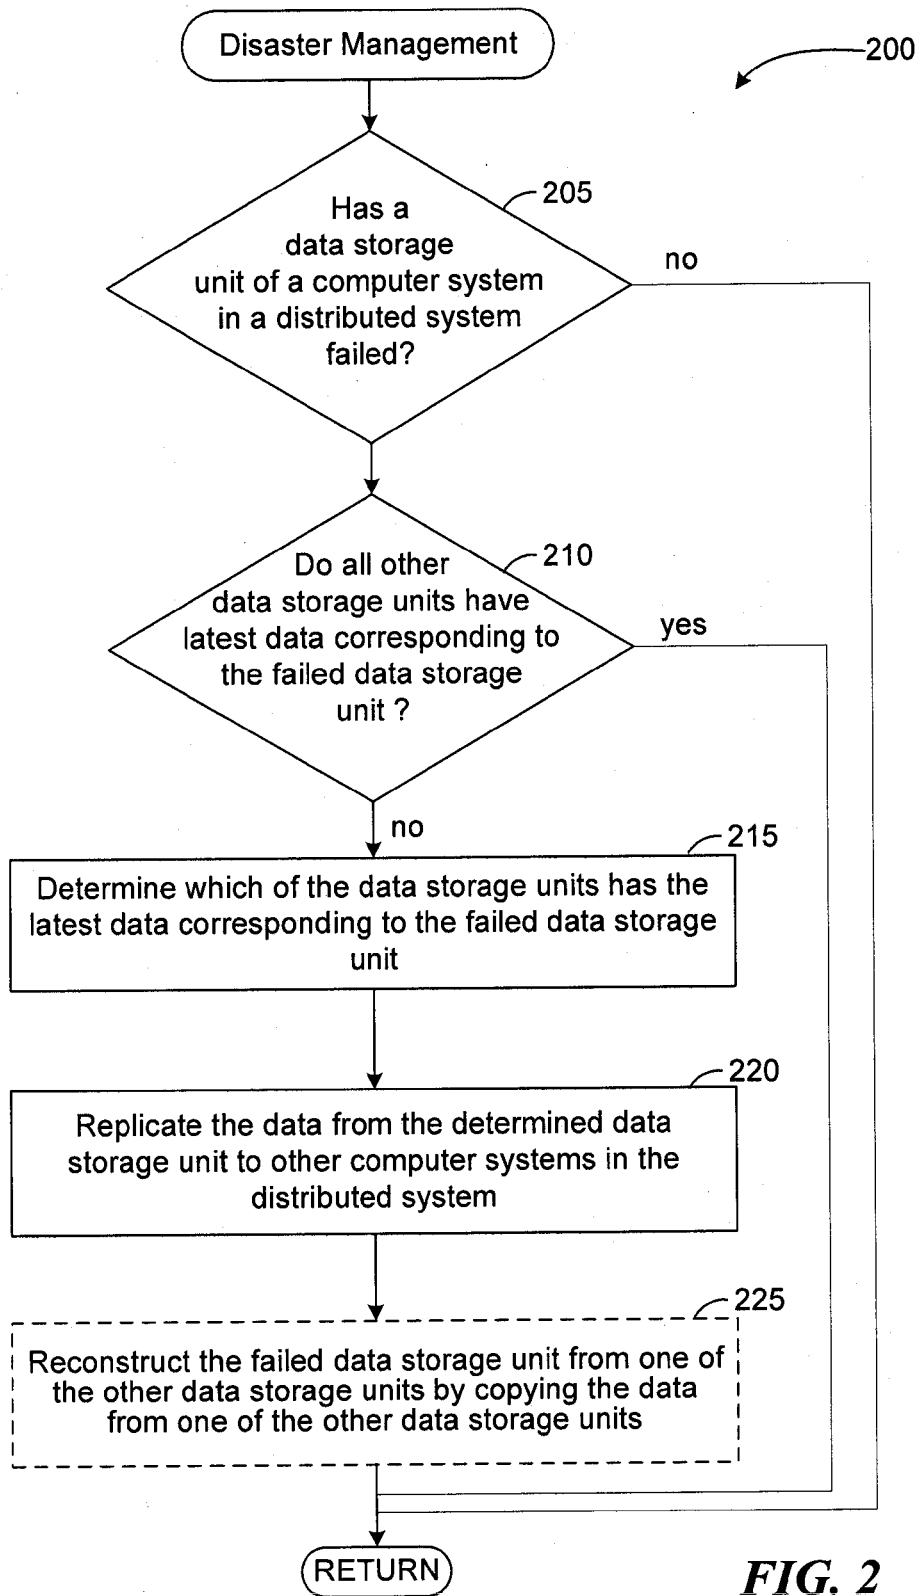 Disaster Management
200
205
Has a
data storage
unit of a computer system
in a distributed system
failed?
no
210
Do all other
data storage units have
latest data corresponding to
the failed data storage
unit ?
yes
no
215
Determine which of the data storage units has the
latest data corresponding to the failed data storage
unit
220
Replicate the data from the determined data
storage unit to other computer systems in the
distributed system
225
Reconstruct the failed data storage unit from one of
the other data storage units by copying the data
from one of the other data storage units
RETURN
FIG. 2